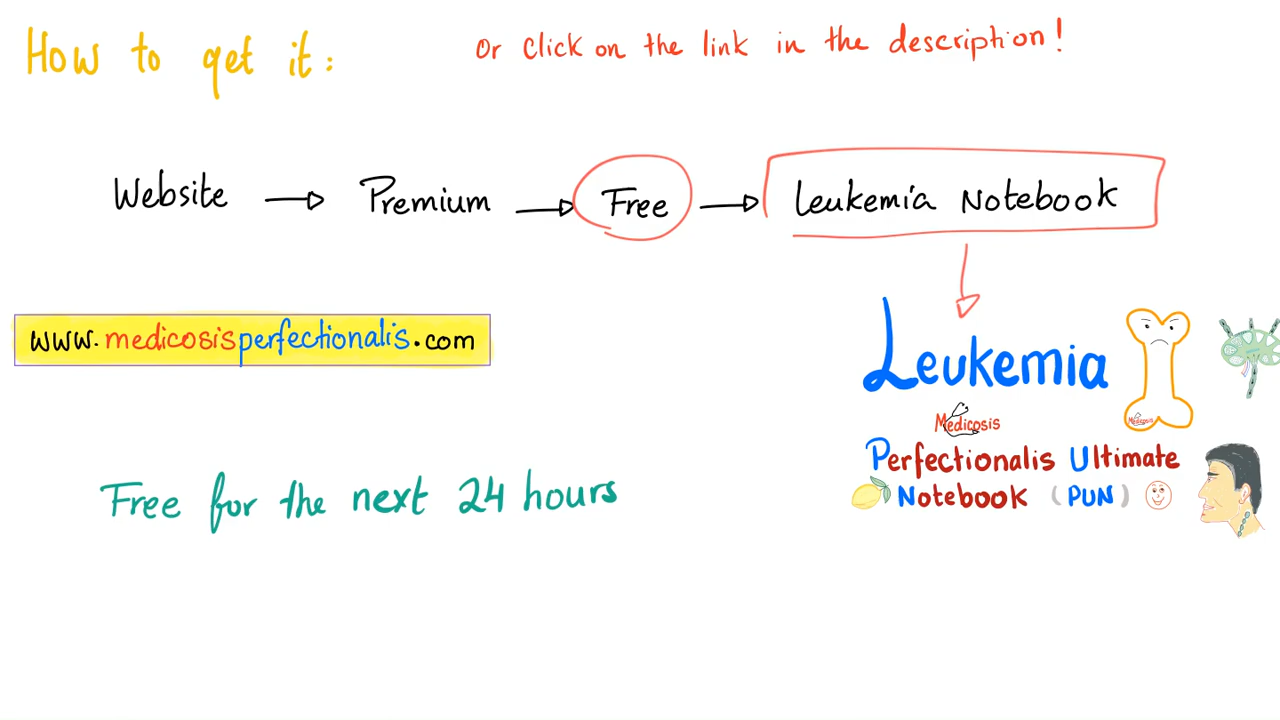 How to get it:
Or click on the link in the description!
Website → Premium → Free → Leukemia Notebook
www.medicosisperfectionalis.com
Leukemia
Medicosis
Medicosis
Perfectionalis Ultimate
Notebook (PUN)
Free for the next 24 hours